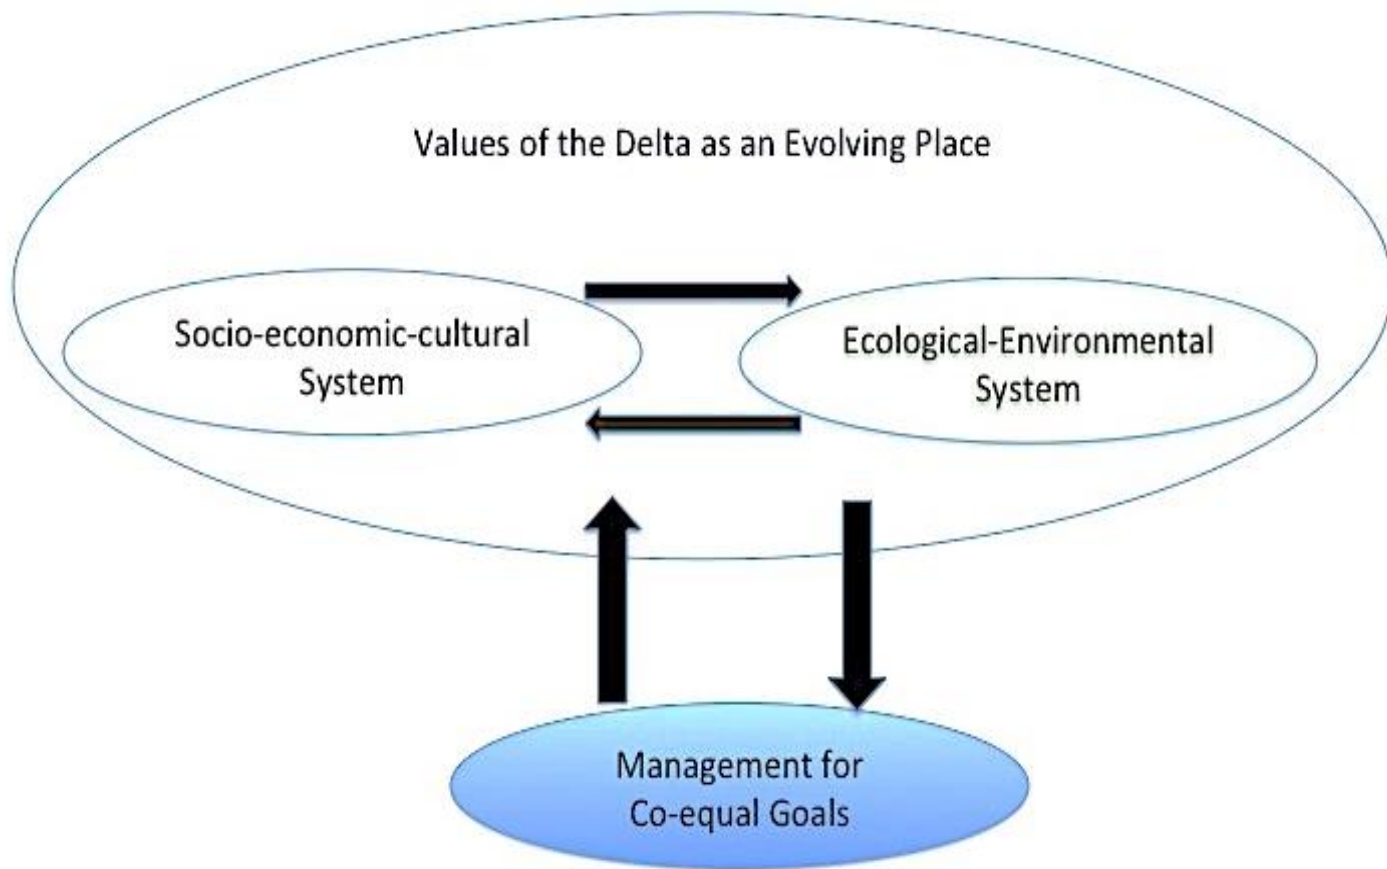 Values of the Delta as an Evolving Place
Socio-economic-cultural
System
Ecological-Environmental
System
Management for
Co-equal Goals